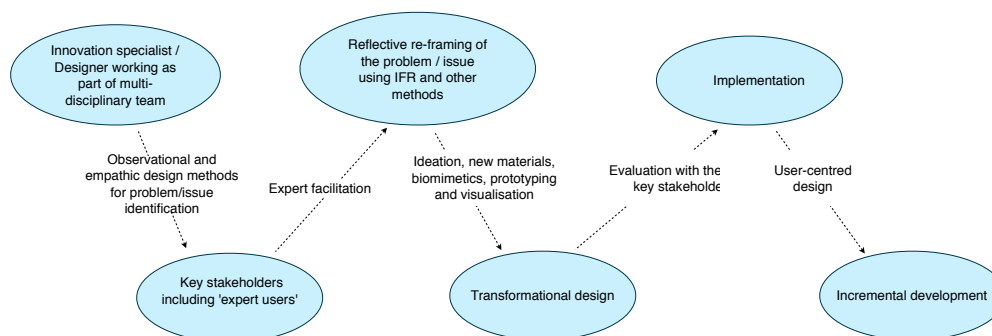 Innovation specialist /
Designer working as
part of multi-
disciplinary team
Observational and
empathic design methods
for problem/issue
identification
Key stakeholders
including 'expert users'
Expert facilitation
Reflective re-framing of
the problem / issue
using IFR and other
methods
Ideation, new materials,
biomimetics, prototyping
and visualisation
Transformational design
Evaluation with the
key stakeholde
Implementation
User-centred
design
Incremental development